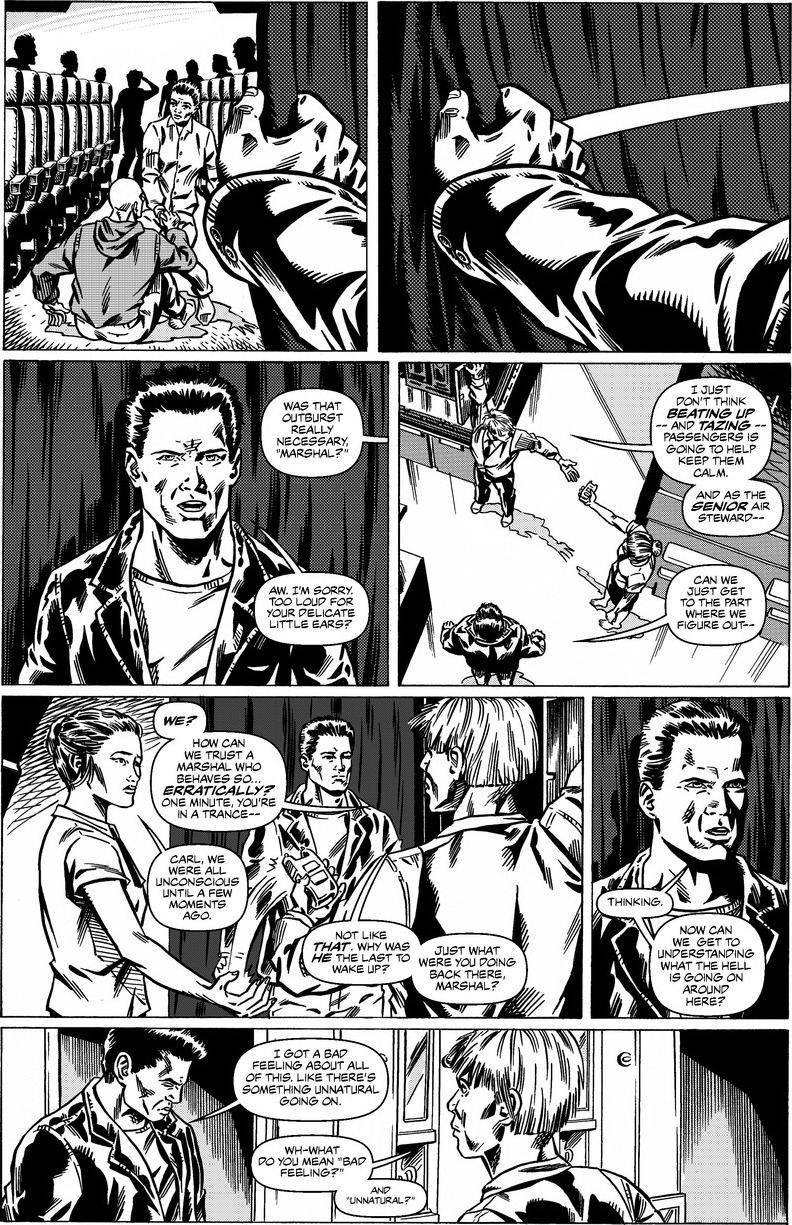 WAS THAT
OUTBURST
REALLY
NECESSARY,
"MARSHAL?"
AW. I'M SORRY.
TOO LOUD FOR
YOUR DELICATE
LITTLE EARS?
I JUST
DON'T THINK
BEATING UP
-- AND TAZING --
PASSENGERS IS
GOING TO HELP
KEEP THEM
CALM.
AND AS THE
SENIOR AIR
STEWARD--
CAN WE
JUST GET
TO THE PART
WHERE WE
FIGURE OUT--
WE?
HOW CAN
WE TRUST A
MARSHAL WHO
BEHAVES SO...
ERRATICALLY?
ONE MINUTE, YOU'RE
IN A TRANCE--
CARL, WE
WERE ALL
UNCONSCIOUS
UNTIL A FEW
MOMENTS
AGO.
NOT LIKE
THAT. WHY WAS
HE THE LAST TO
WAKE UP?
JUST WHAT
WERE YOU DOING
BACK THERE,
MARSHAL?
THINKING.
NOW CAN
WE GET TO
UNDERSTANDING
WHAT THE HELL
IS GOING ON
AROUND
HERE?
I GOT A BAD
FEELING ABOUT ALL
OF THIS. LIKE THERE'S
SOMETHING UNNATURAL
GOING ON.
WH-WHAT
DO YOU MEAN "BAD
FEELING?"
AND
"UNNATURAL?"